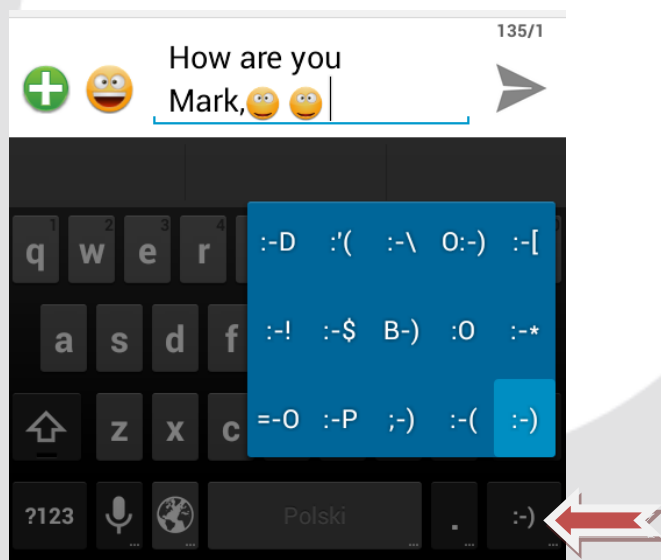 135/1
How are you
Mark,
:-D :'( :-\ O:-) :-[
:-! :-$ B-) :O :-*
=-O :-P ;-) :-( :-)
1 2 3 4
q w e r
a s d f
z x c
?123 Polski . :-)